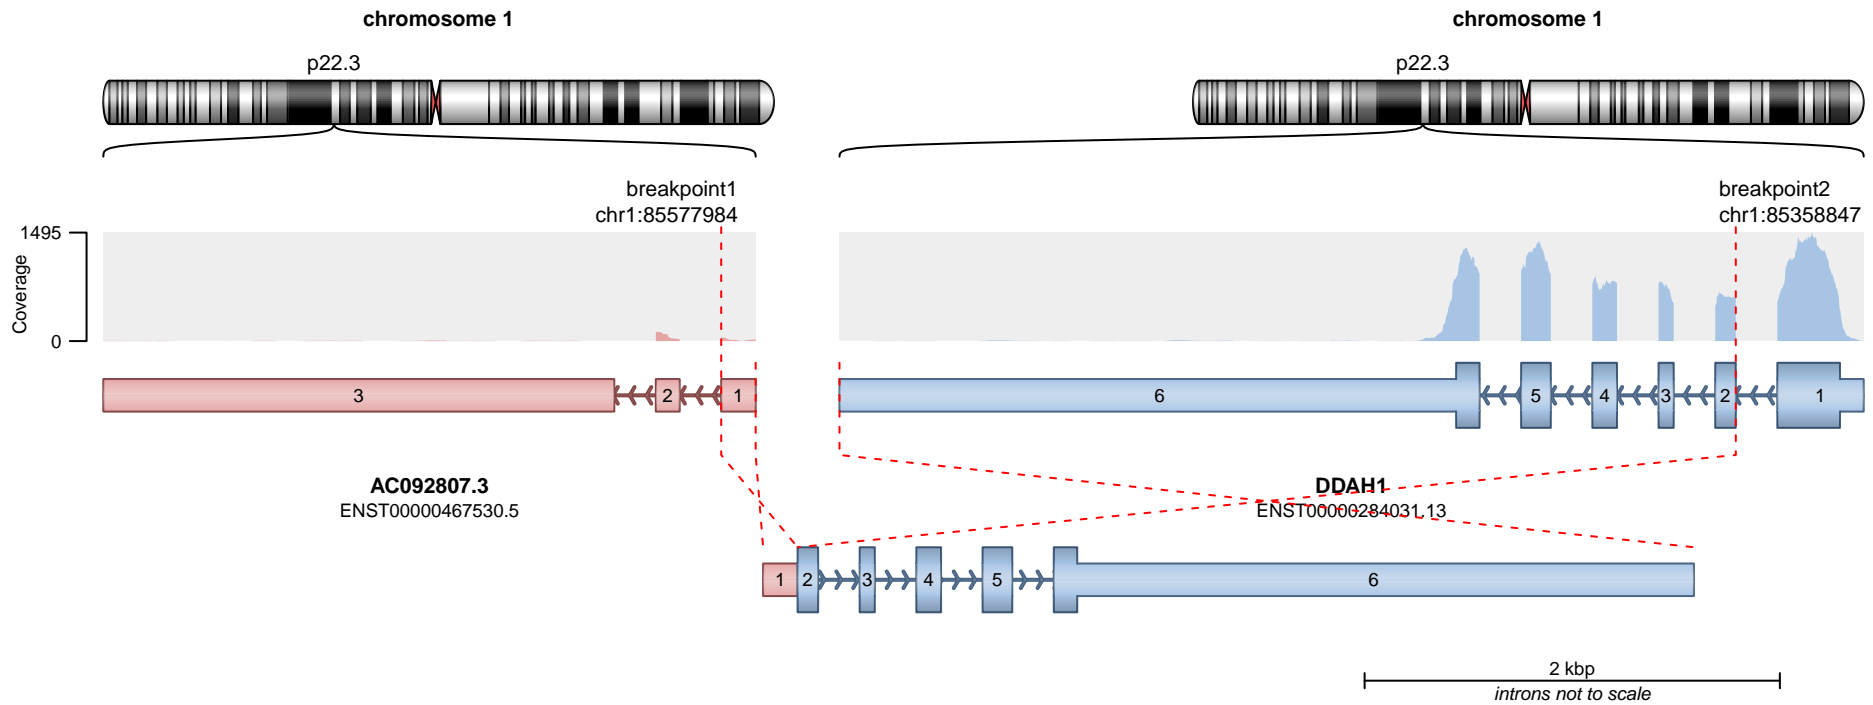 chromosome 1
chromosome 1
p22.3
p22.3
breakpoint1
chr1:85577984
breakpoint2
chr1:85358847
1495
Coverage
0
3
2
1
6
5
4
3
2
1
AC092807.3
ENST00000467530.5
DDAH1
ENST00000284031.13
1
2
3
4
5
6
2 kbp
introns not to scale